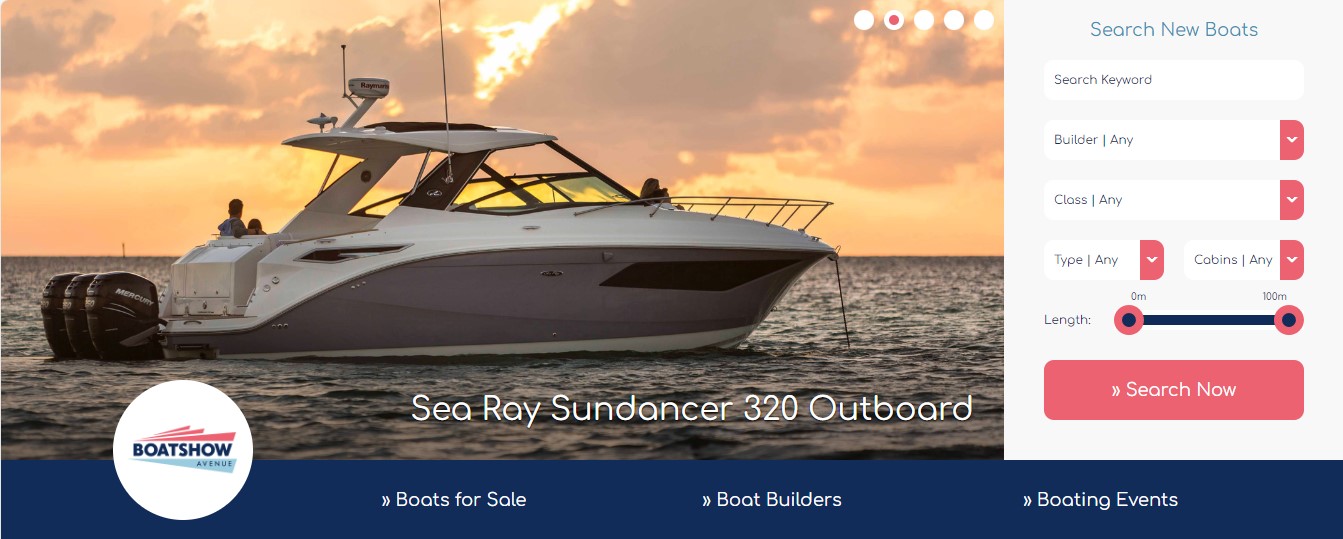 Search New Boats
Search Keyword
Builder | Any
Class | Any
Type | Any
Cabins | Any
0m
100m
Length:
» Search Now
Raymarine
MERCURY
Sea Ray Sundancer 320 Outboard
BOATSHOW
AVENUE
» Boats for Sale
» Boat Builders
» Boating Events